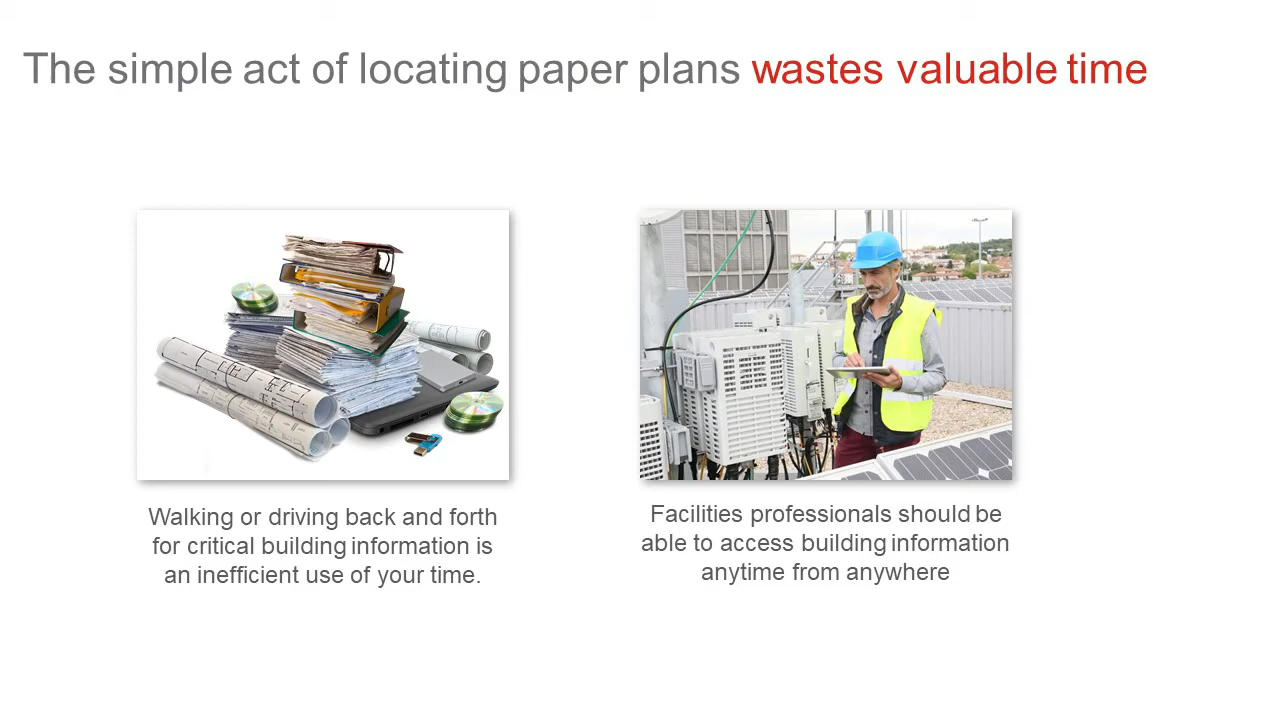 The simple act of locating paper plans wastes valuable time
Walking or driving back and forth
for critical building information is
an inefficient use of your time.
Facilities professionals should be
able to access building information
anytime from anywhere